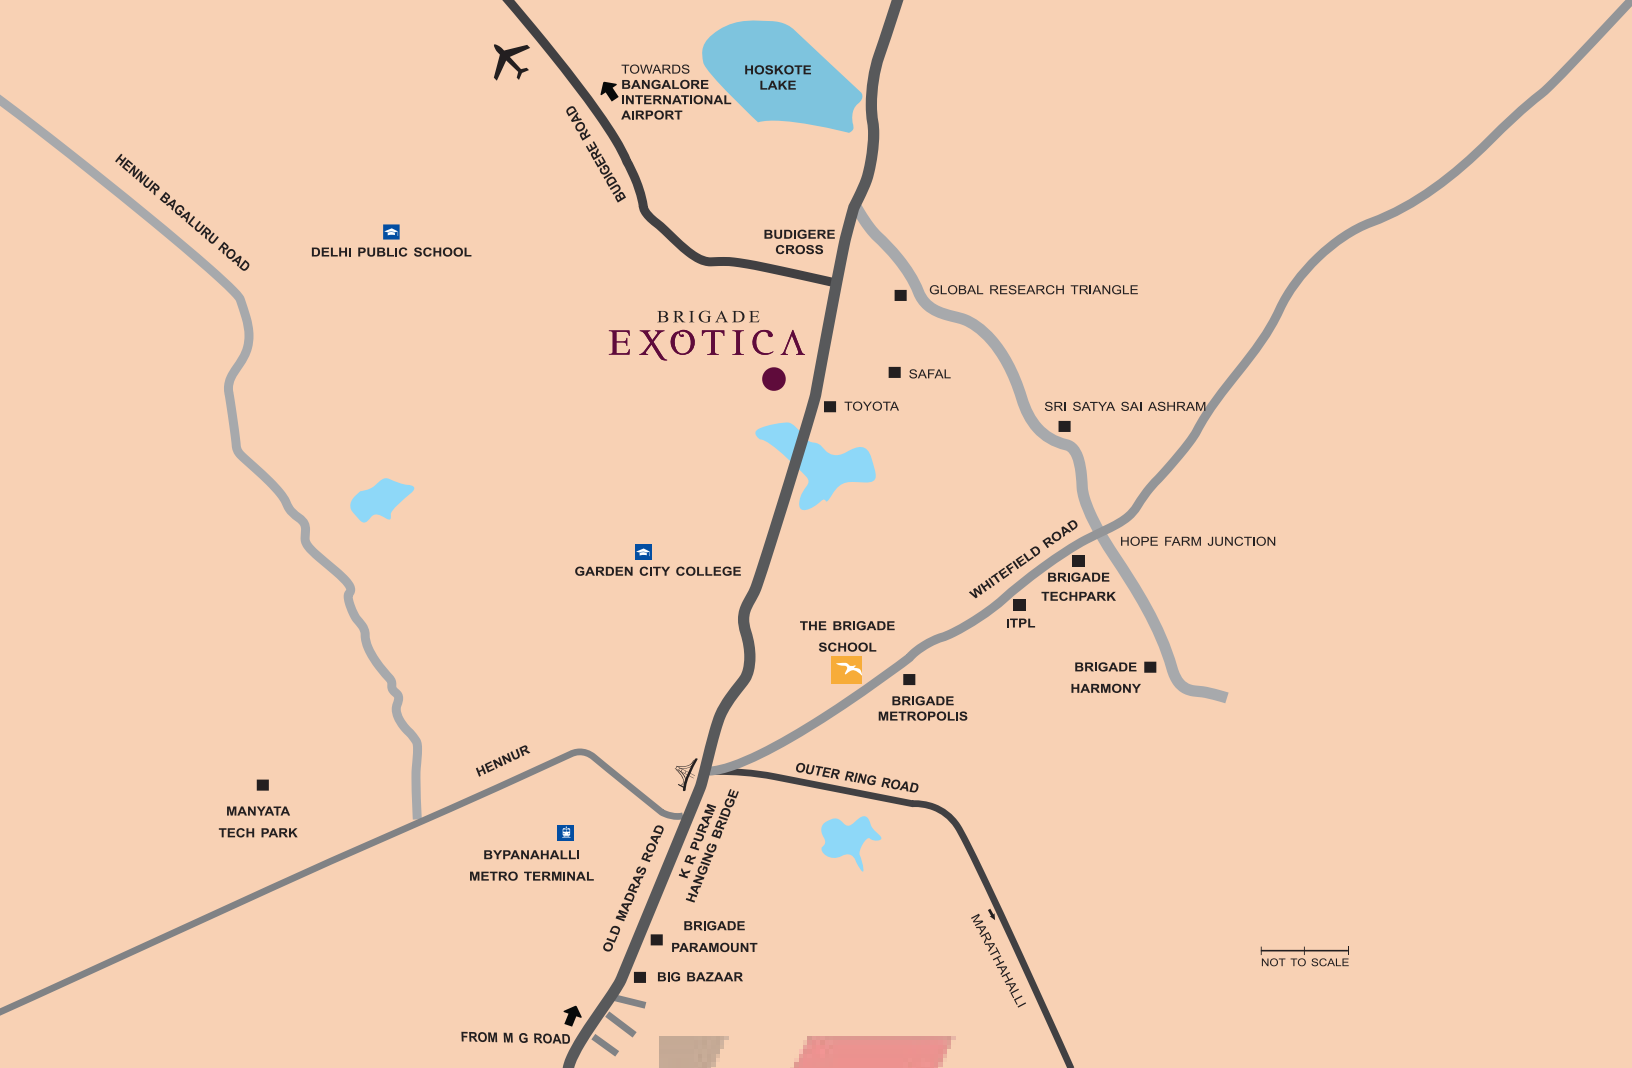 TOWARDS
BANGALORE
INTERNATIONAL
AIRPORT
HOSKOTE
LAKE
BUDIGERE ROAD
HENNUR BAGALURU ROAD
DELHI PUBLIC SCHOOL
BUDIGERE
CROSS
GLOBAL RESEARCH TRIANGLE
BRIGADE
EXOTICA
SAFAL
TOYOTA
SRI SATYA SAI ASHRAM
WHITEFIELD ROAD
HOPE FARM JUNCTION
GARDEN CITY COLLEGE
BRIGADE
TECHPARK
ITPL
THE BRIGADE
SCHOOL
BRIGADE
HARMONY
BRIGADE
METROPOLIS
HENNUR
OUTER RING ROAD
MANYATA
TECH PARK
BYPANAHALLI
METRO TERMINAL
OLD MADRAS ROAD
K R PURAM
HANGING BRIDGE
BRIGADE
PARAMOUNT
BIG BAZAAR
MARATHAHALLI
NOT TO SCALE
FROM M G ROAD